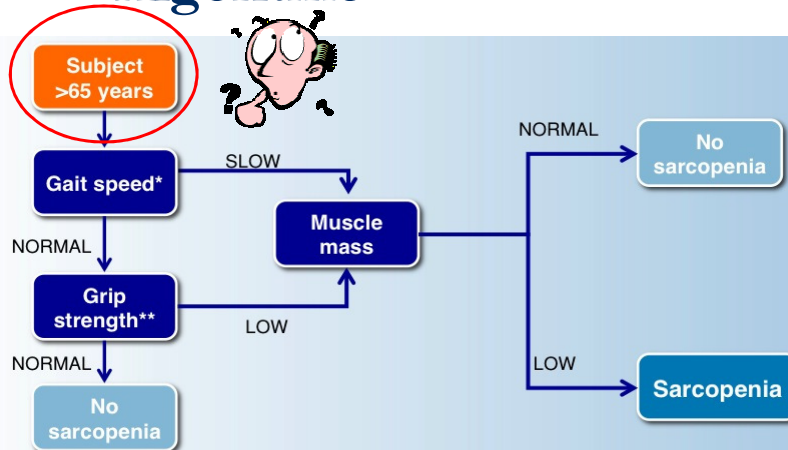 Subject
>65 years
Gait speed*
SLOW
NORMAL
Grip
strength**
LOW
NORMAL
No
sarcopenia
Muscle
mass
NORMAL
No
sarcopenia
LOW
Sarcopenia